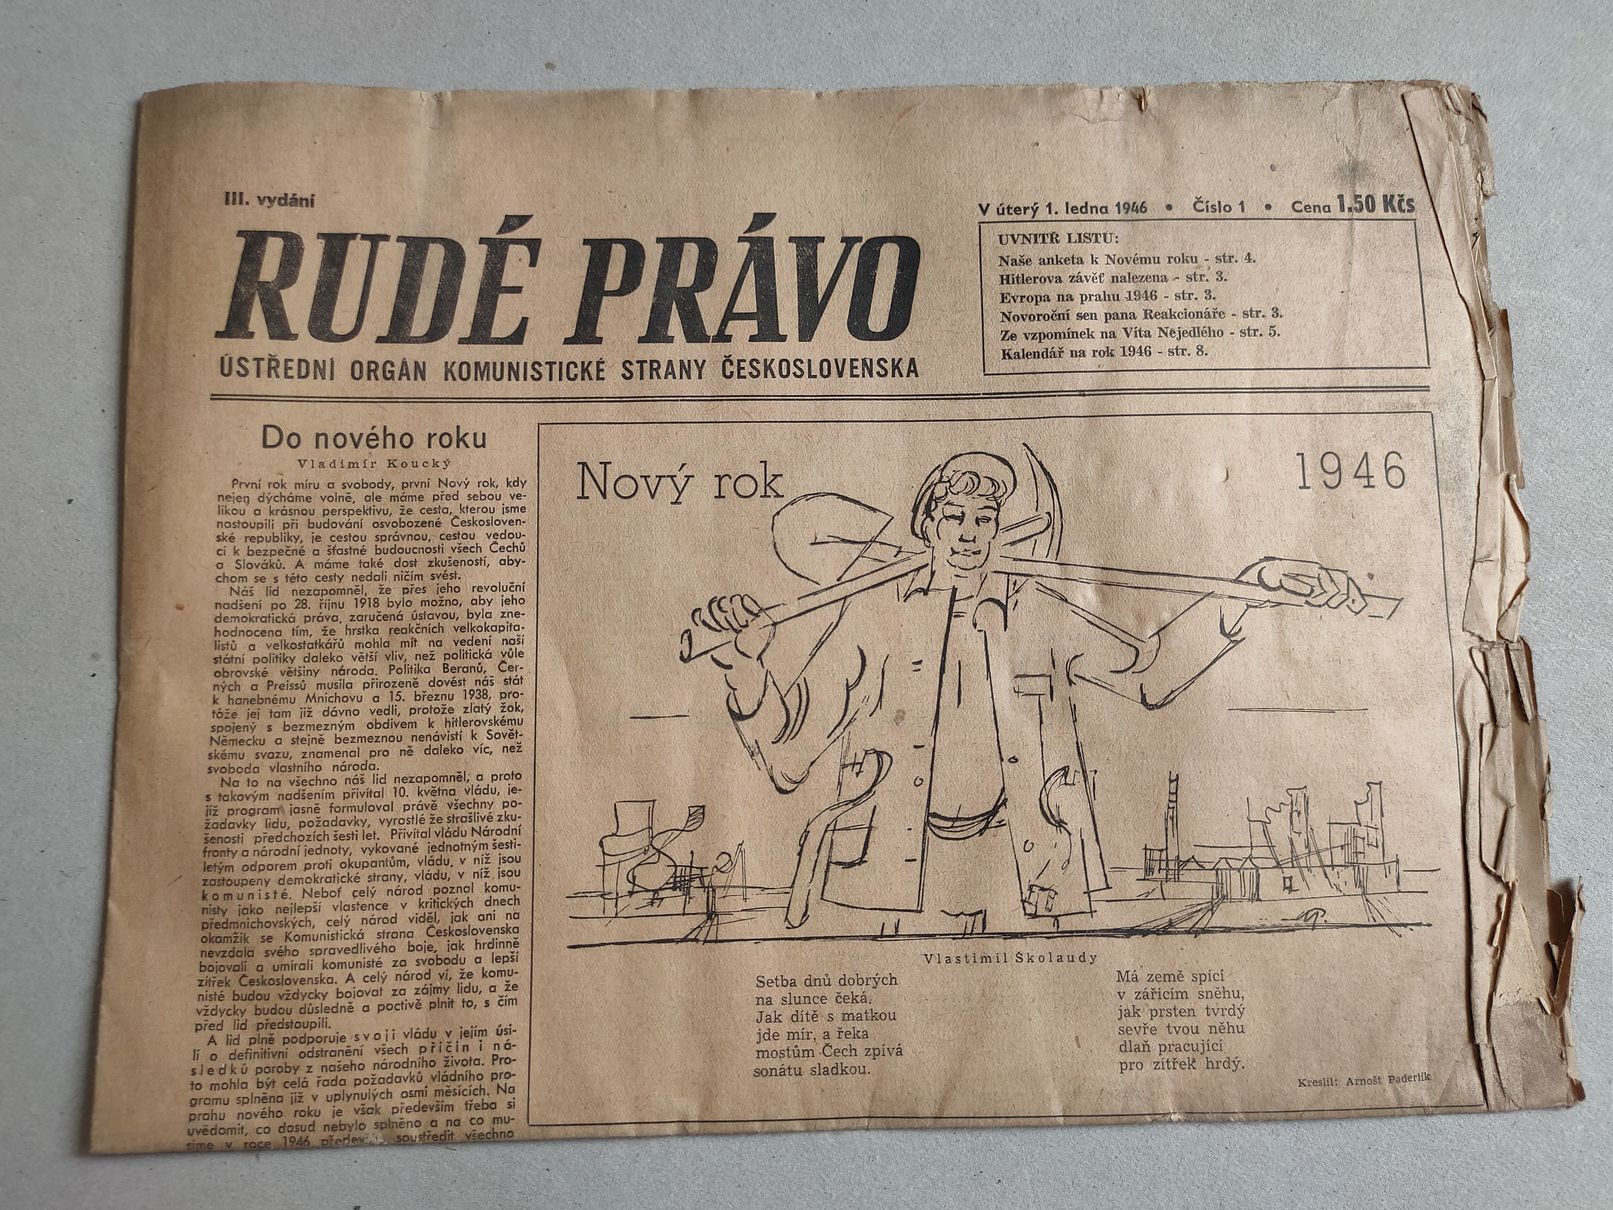 III. vydání
RUDÉ PRÁVO
ÚSTŘEDNÍ ORGÁN KOMUNISTICKÉ STRANY ČESKOSLOVENSKA
V úterý 1. ledna 1946 • Číslo 1 • Cena 1.50 Kčs
UVNITŘ LISTU:
Naše anketa k Novému roku - str. 4.
Hitlerova závěť nalezena - str. 3.
Evropa na prahu 1946 - str. 3.
Novoroční sen pana Reakcionáře - str. 3.
Ze vzpomínek na Víta Nejedlého - str. 5.
Kalendář na rok 1946 - str. 8.
Do nového roku
Vladimír Koucký
První rok míru a svobody, první Nový rok, kdy
nejen dýcháme volně, ale máme před sebou ve-
likou a krásnou perspektivu, že cesta, kterou jsme
nastoupili při budování osvobozené Českosloven-
ské republiky, je cestou správnou, cestou vedou-
cí k bezpečné a šťastné budoucnosti všech Čechů
a Slováků. A máme také dost zkušeností, aby-
chom se s této cesty nedali ničím svést.
Náš lid nezapomněl, že přes jeho revoluční
nadšení po 28. říjnu 1918 bylo možno, aby jeho
demokratická práva, zaručená ústavou, byla zne-
hodnocena tím, že hrstka reakčních velkokapita-
listů a velkostatkářů mohla mít na vedení naší
státní politiky daleko větší vliv, než politická vůle
obrovské většiny národa. Politika Beranů, Čer-
ných a Preissů musila přirozeně dovést náš stát
k hanebnému Mnichovu a 15. březnu 1938, pro-
tože jej tam již dávno vedli, protože zlatý žok,
spojený s bezmezným obdivem k hitlerovskému
Německu a stejně bezmeznou nenávistí k Sovět-
skému svazu, znamenal pro ně daleko víc, než
svoboda vlastního národa.
Na to na všechno náš lid nezapomněl, a proto
s takovým nadšením přivítal 10. května vládu, je-
jíž program jasně formuloval právě všechny po-
žadavky lidu, požadavky, vyrostlé ze strašlivé zku-
šenosti předchozích šesti let. Přivítal vládu Národní
fronty a národní jednoty, vykované jednotným šesti-
letým odporem proti okupantům, vládu, v níž jsou
zastoupeny demokratické strany, vládu, v níž jsou
komunisté. Neboť celý národ poznal komu-
nisty jako nejlepší vlastence v kritických dnech
předmnichovských, celý národ viděl, jak ani na
okamžik se Komunistická strana Československa
nevzdala svého spravedlivého boje, jak hrdinně
bojovali a umírali komunisté za svobodu a lepší
zítřek Československa. A celý národ ví, že komu-
nisté budou vždycky bojovat za zájmy lidu, a že
vždycky budou důsledně a poctivě plnit to, s čím
před lid předstoupili.
A lid plně podporuje svoji vládu v jejím úsi-
lí o definitivní odstranění všech příčin i ná-
sledků poroby z našeho národního života. Pro-
to mohla být celá řada požadavků vládního pro-
gramu splněna již v uplynulých osmi měsících. Na
prahu nového roku je však především třeba si
uvědomit, co dosud nebylo splněno a na co mu-
síme v roce 1946 soustředit všechno
Nový rok 1946
Vlastimil Školaudy
Setba dnů dobrých
na slunce čeká.
Jak dítě s matkou
jde mír, a řeka
mostům Čech zpívá
sonátu sladkou.
Má země spící
v zářícím sněhu,
jak prsten tvrdý
sevře tvou něhu
dlaň pracující
pro zítřek hrdý.
Kreslil: Arnošt Paderlík